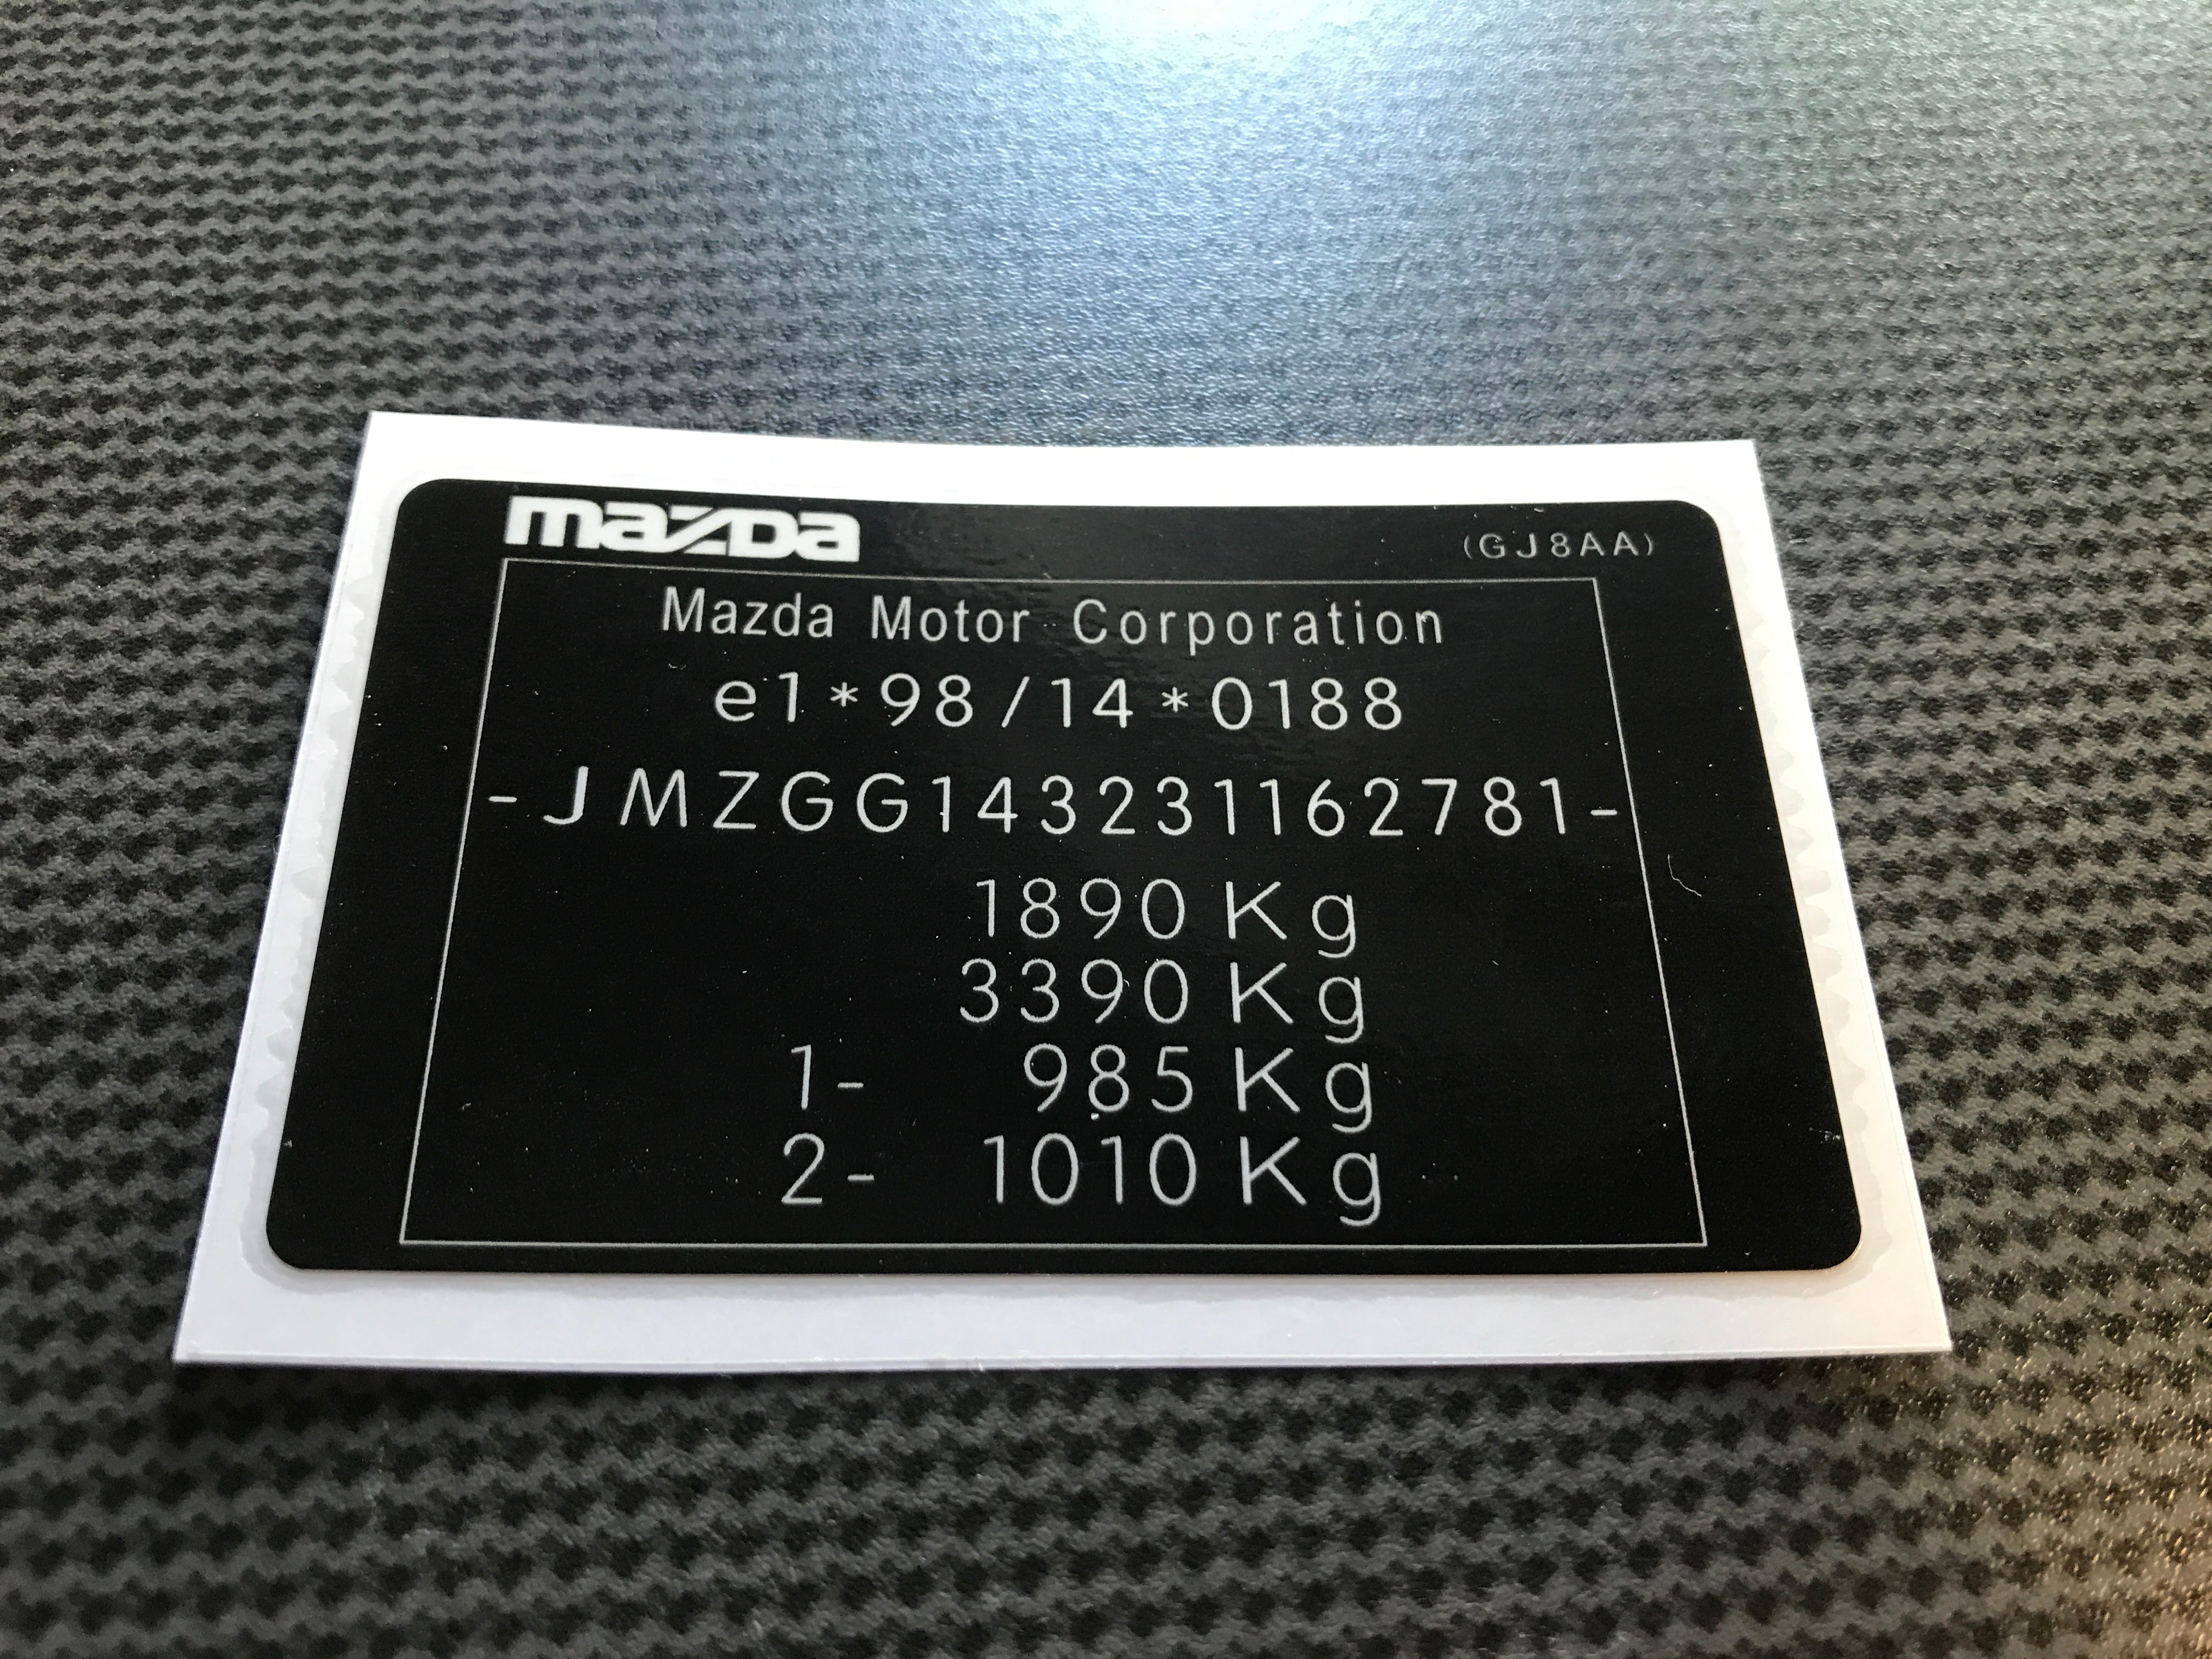 mazda
(GJ8AA)
Mazda Motor Corporation
e1*98/14*0188
-JMZGG143231162781-
1890 Kg
3390 Kg
1- 985 Kg
2- 1010 Kg